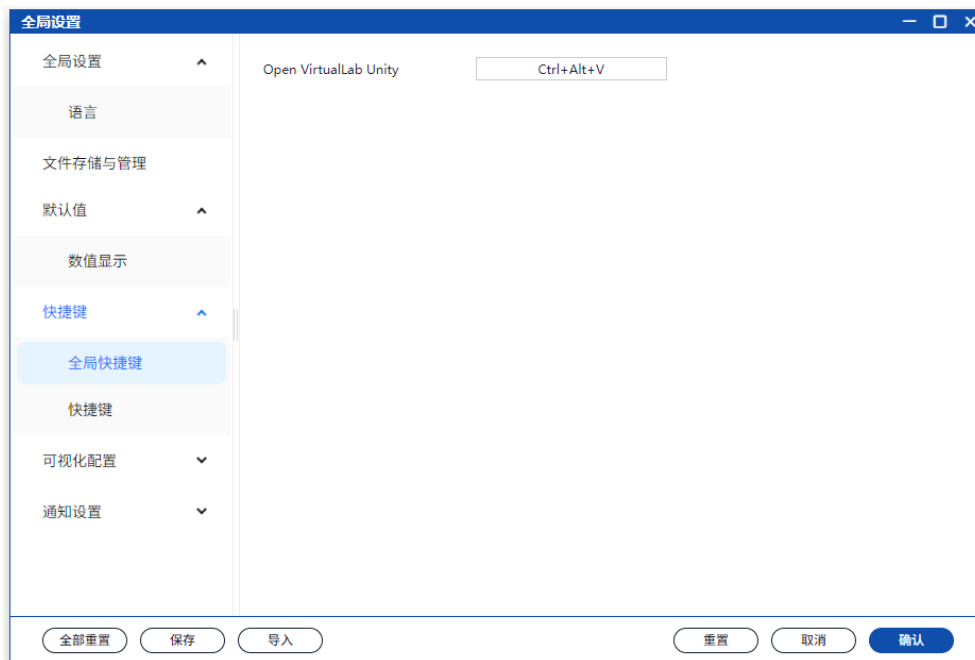 全局设置
全局设置
语言
文件存储与管理
默认值
数值显示
快捷键
全局快捷键
快捷键
可视化配置
通知设置
Open VirtualLab Unity
Ctrl+Alt+V
全部重置
保存
导入
重置
取消
确认